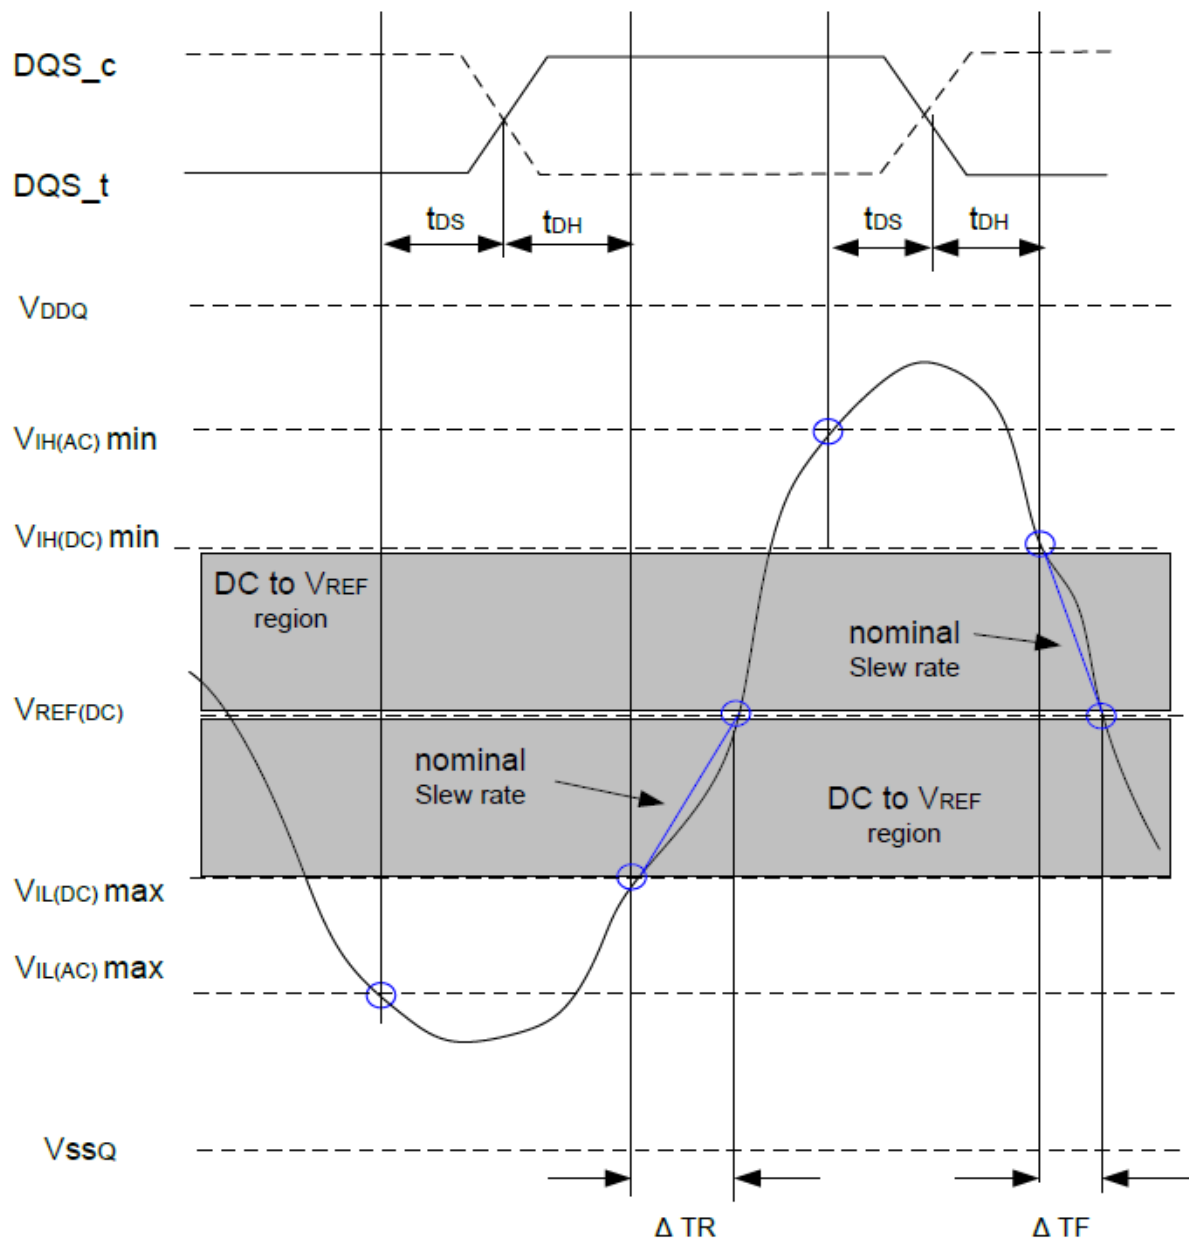 DQS_c
DQS_t
tDS
tDH
tDS
tDH
VDDQ
VIH(AC) min
VIH(DC) min
DC to VREF
region
nominal
Slew rate
VREF(DC)
nominal
Slew rate
DC to VREF
region
VIL(DC) max
VIL(AC) max
VSSQ
Δ TR
Δ TF